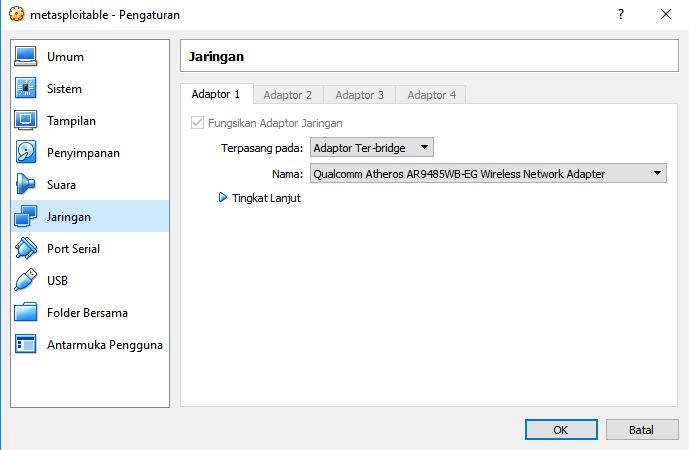 metasploitable - Pengaturan
?
Umum
Sistem
Tampilan
Penyimpanan
Suara
Jaringan
Port Serial
USB
Folder Bersama
Antarmuka Pengguna
Jaringan
Adaptor 1 Adaptor 2 Adaptor 3 Adaptor 4
Fungsikan Adaptor Jaringan
Terpasang pada: Adaptor Ter-bridge
Nama: Qualcomm Atheros AR9485WB-EG Wireless Network Adapter
Tingkat Lanjut
OK Batal